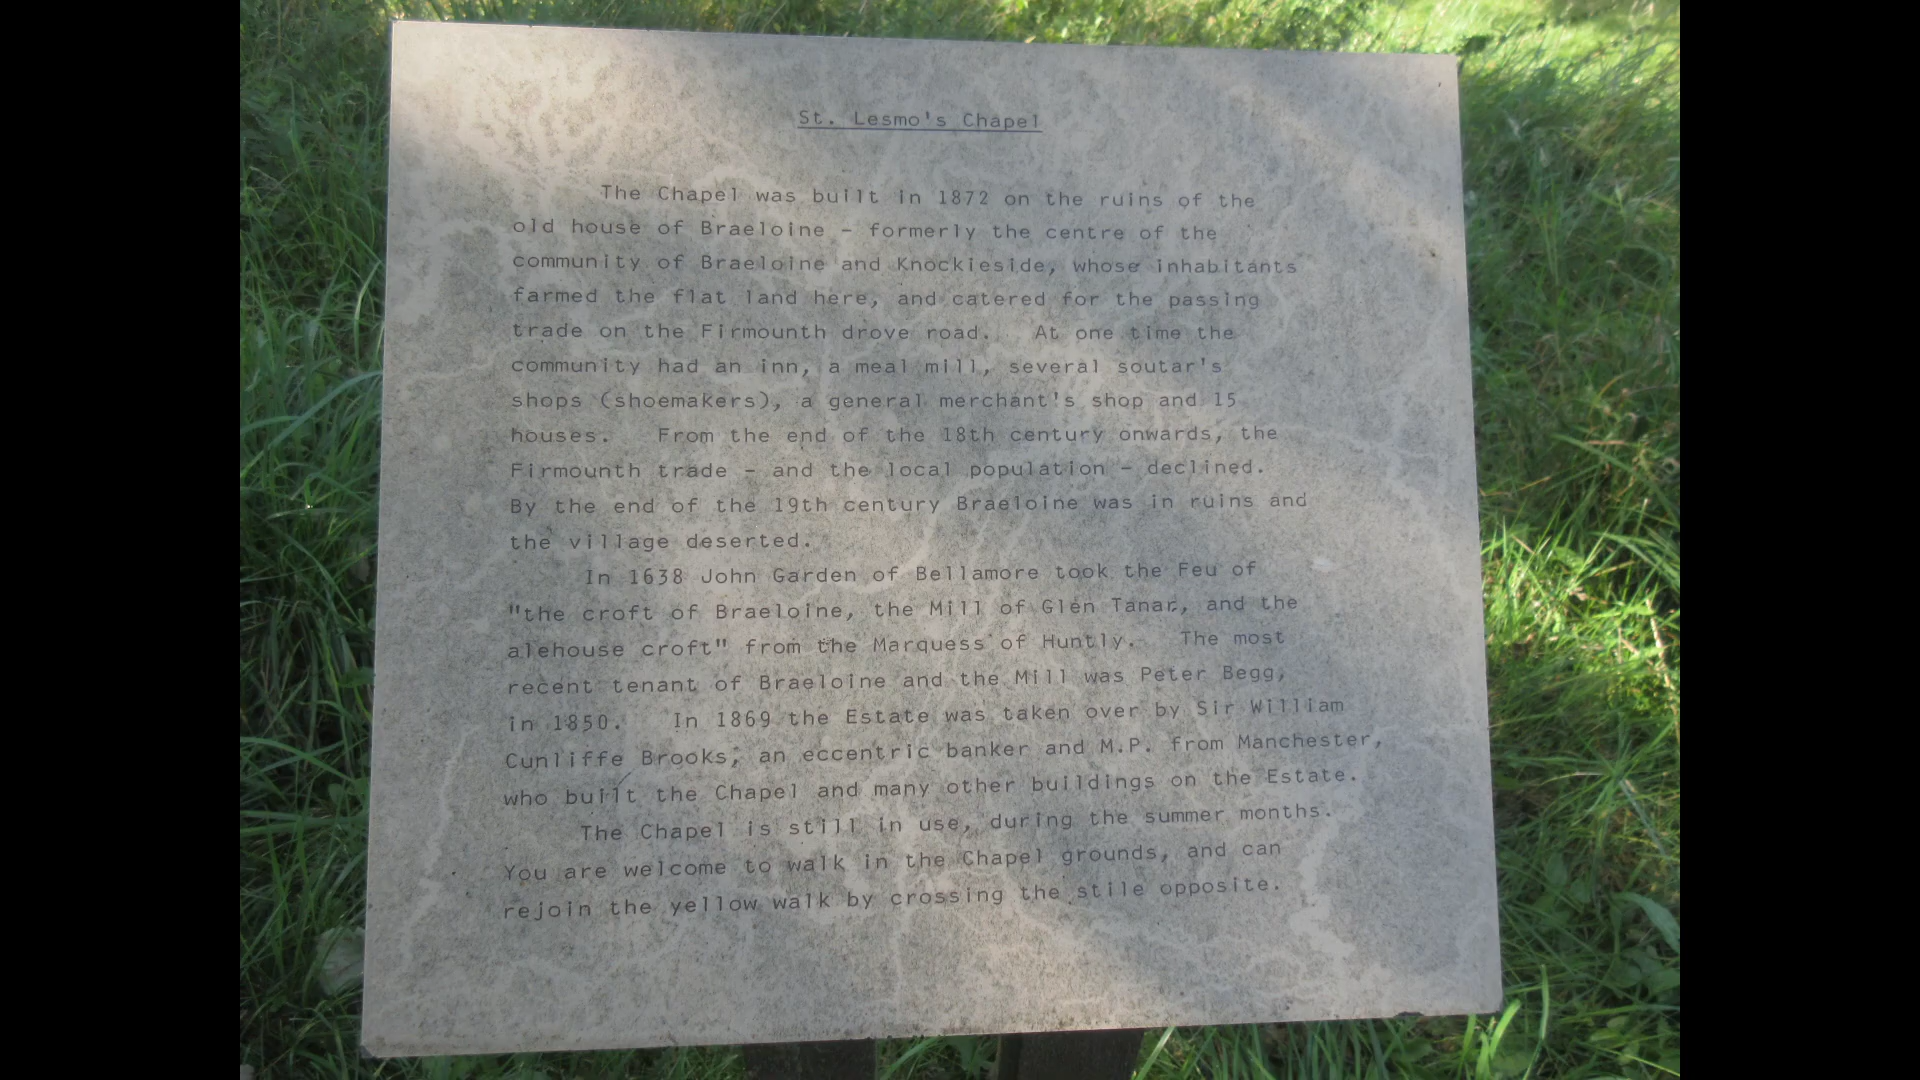 St. Lesmo's Chapel
The Chapel was built in 1872 on the ruins of the
old house of Braeloine - formerly the centre of the
community of Braeloine and Knockieside, whose inhabitants
farmed the flat land here, and catered for the passing
trade on the Firmounth drove road. At one time the
community had an inn, a meal mill, several soutar's
shops (shoemakers), a general merchant's shop and 15
houses. From the end of the 18th century onwards, the
Firmounth trade - and the local population - declined.
By the end of the 19th century Braeloine was in ruins and
the village deserted.
In 1638 John Garden of Bellamore took the Feu of
"the croft of Braeloine, the Mill of Glen Tanar, and the
alehouse croft" from the Marquess of Huntly. The most
recent tenant of Braeloine and the Mill was Peter Begg,
in 1850. In 1869 the Estate was taken over by Sir William
Cunliffe Brooks, an eccentric banker and M.P. from Manchester,
who built the Chapel and many other buildings on the Estate.
The Chapel is still in use, during the summer months.
You are welcome to walk in the Chapel grounds, and can
rejoin the yellow walk by crossing the stile opposite.